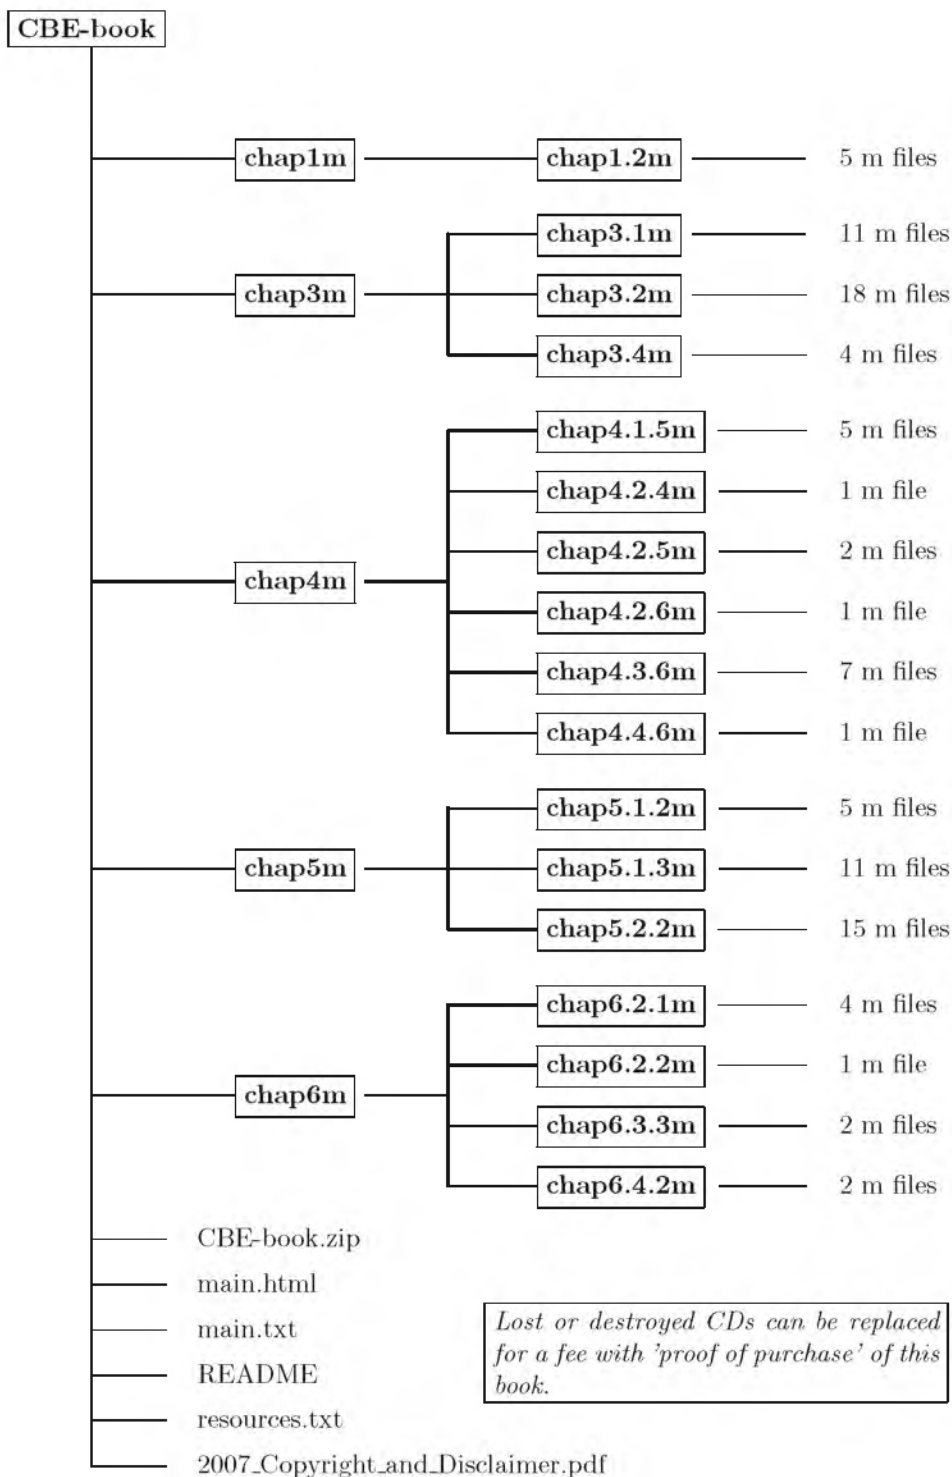 CBE-book
chap1m chap1.2m 5 m files
chap3.1m 11 m files
chap3m chap3.2m 18 m files
chap3.4m 4 m files
chap4.1.5m 5 m files
chap4.2.4m 1 m file
chap4.2.5m 2 m files
chap4m
chap4.2.6m 1 m file
chap4.3.6m 7 m files
chap4.4.6m 1 m file
chap5.1.2m 5 m files
chap5m chap5.1.3m 11 m files
chap5.2.2m 15 m files
chap6.2.1m 4 m files
chap6.2.2m 1 m file
chap6m
chap6.3.3m 2 m files
chap6.4.2m 2 m files
CBE-book.zip
main.html
main.txt
README
resources.txt
2007_Copyright_and_Disclaimer.pdf
Lost or destroyed CDs can be replaced
for a fee with 'proof of purchase' of this
book.